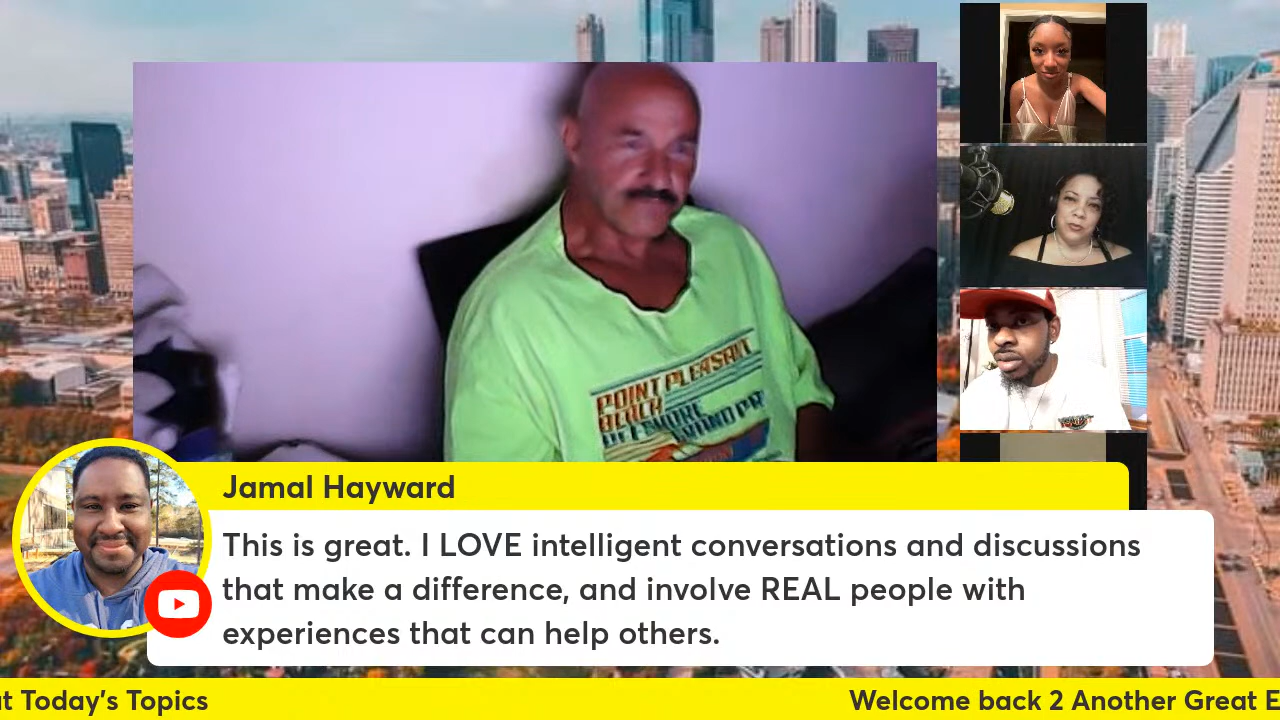 POINT PLEASANT
BEACH
OFFSHORE
Jamal Hayward
This is great. I LOVE intelligent conversations and discussions
that make a difference, and involve REAL people with
experiences that can help others.
t Today's Topics
Welcome back 2 Another Great E